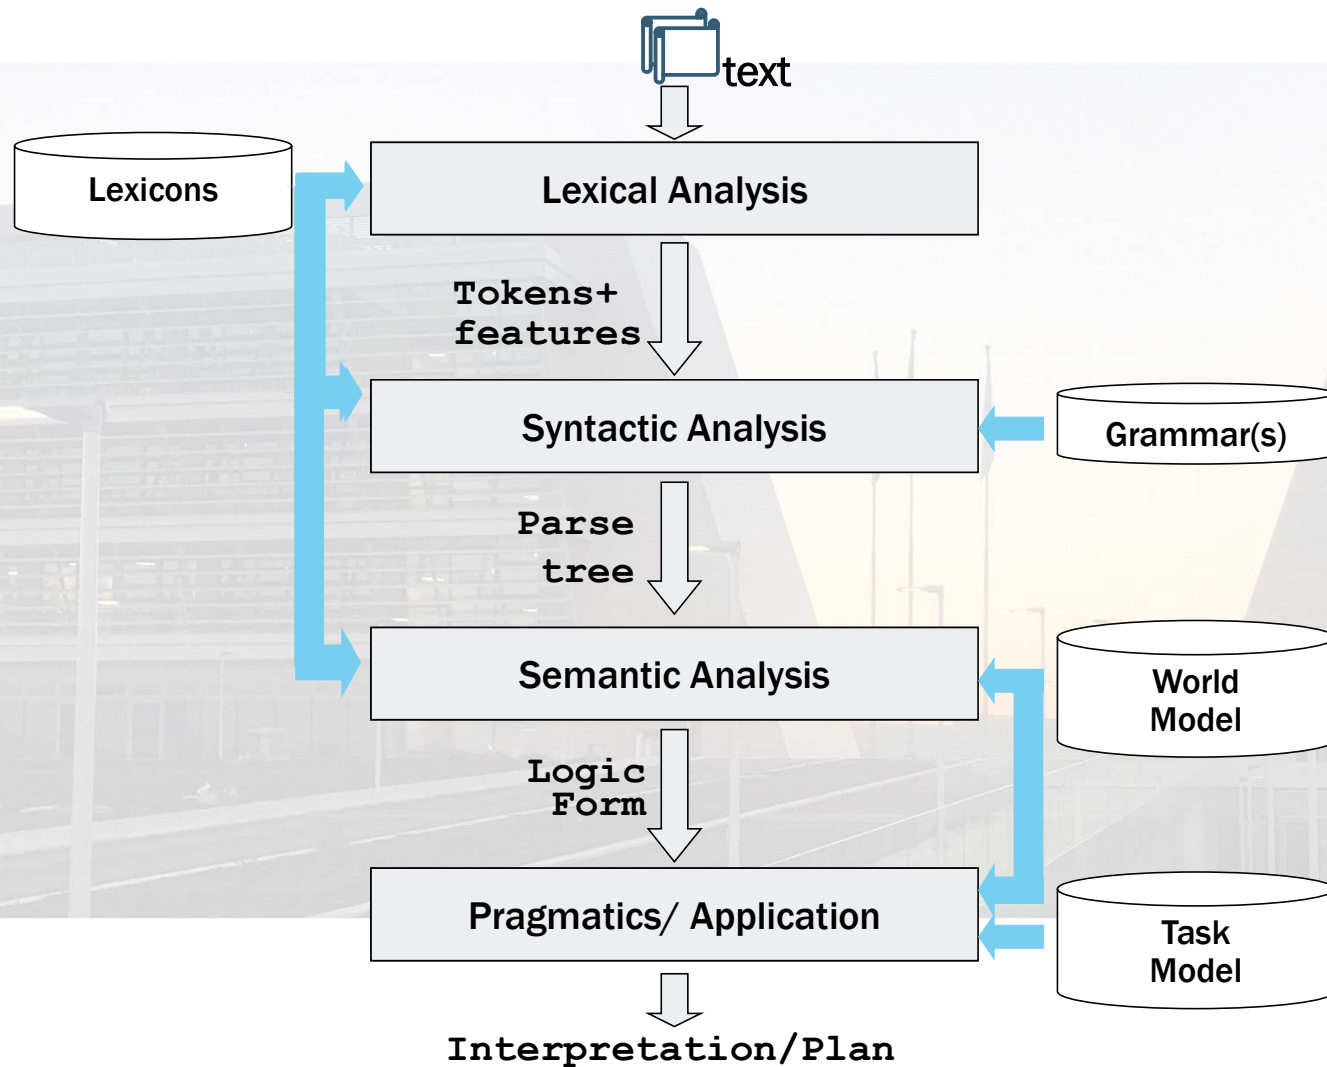 text
Lexicons
Lexical Analysis
Tokens+
features
Syntactic Analysis
Grammar(s)
Parse
tree
Semantic Analysis
World
Model
Logic
Form
Pragmatics/ Application
Task
Model
Interpretation/Plan